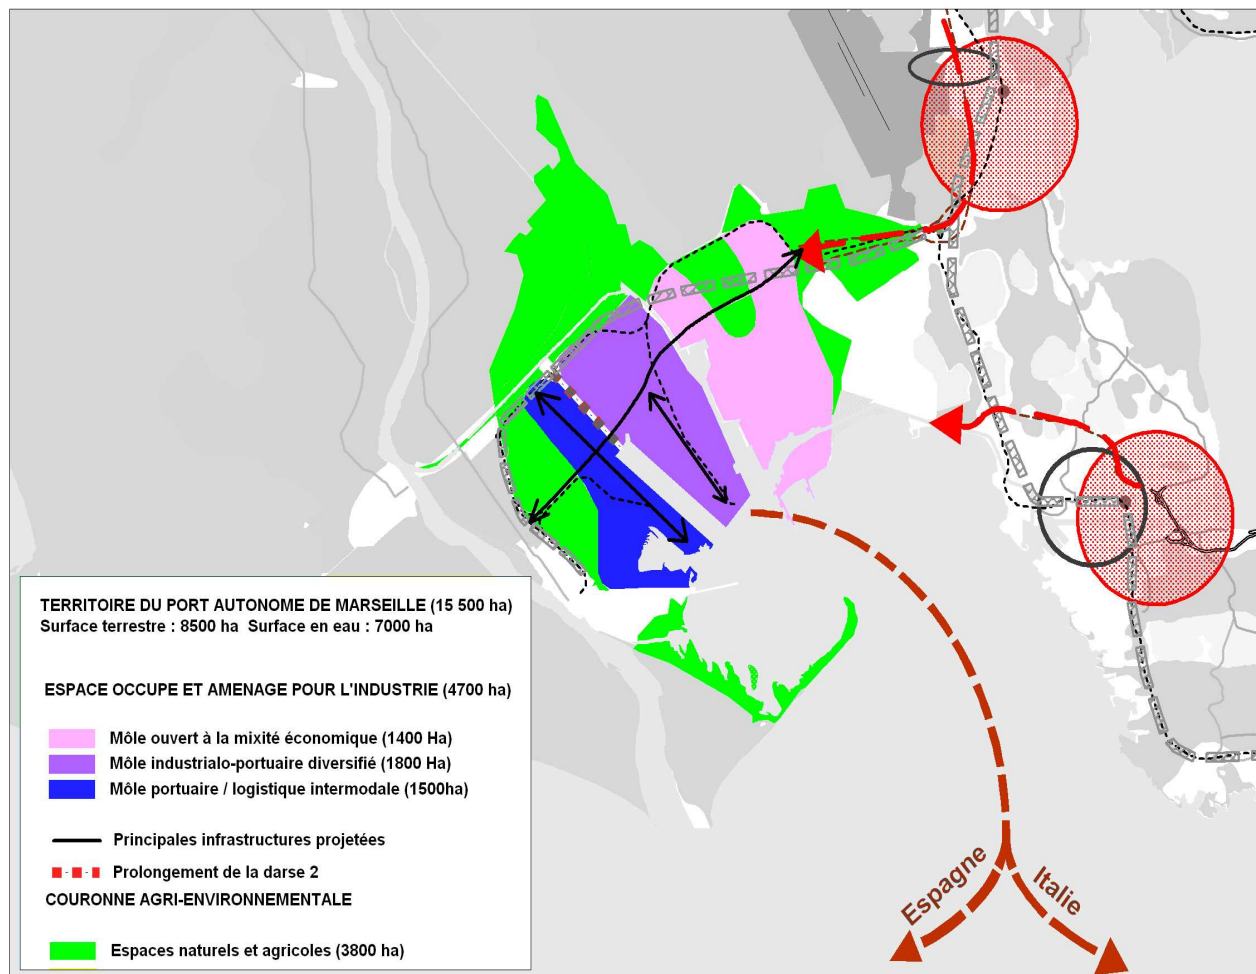 TERRITOIRE DU PORT AUTONOME DE MARSEILLE (15 500 ha)
Surface terrestre : 8500 ha Surface en eau : 7000 ha
ESPACE OCCUPE ET AMENAGE POUR L'INDUSTRIE (4700 ha)
Môle ouvert à la mixité économique (1400 Ha)
Môle industrialo-portuaire diversifié (1800 Ha)
Môle portuaire / logistique intermodale (1500ha)
Principales infrastructures projetées
Prolongement de la darse 2
COURONNE AGRI-ENVIRONNEMENTALE
Espaces naturels et agricoles (3800 ha)
Espagne
Italie